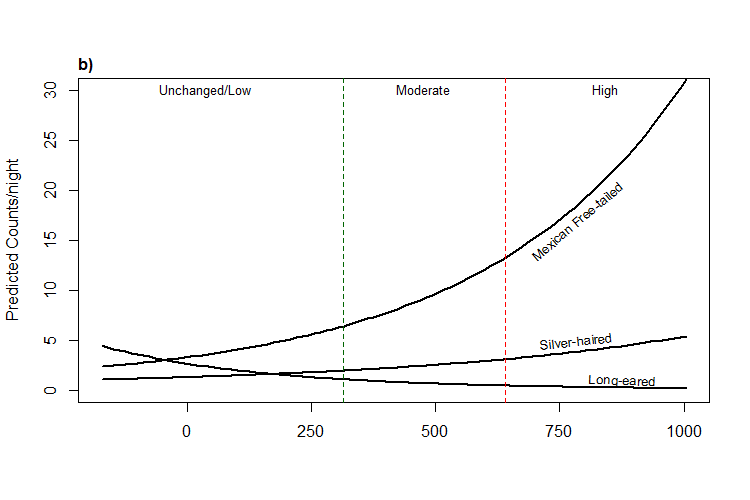 b)
Unchanged/Low Moderate High
30
25
20
15
10
5
0
Predicted Counts/night
Mexican Free-tailed
Silver-haired
Long-eared
0 250 500 750 1000